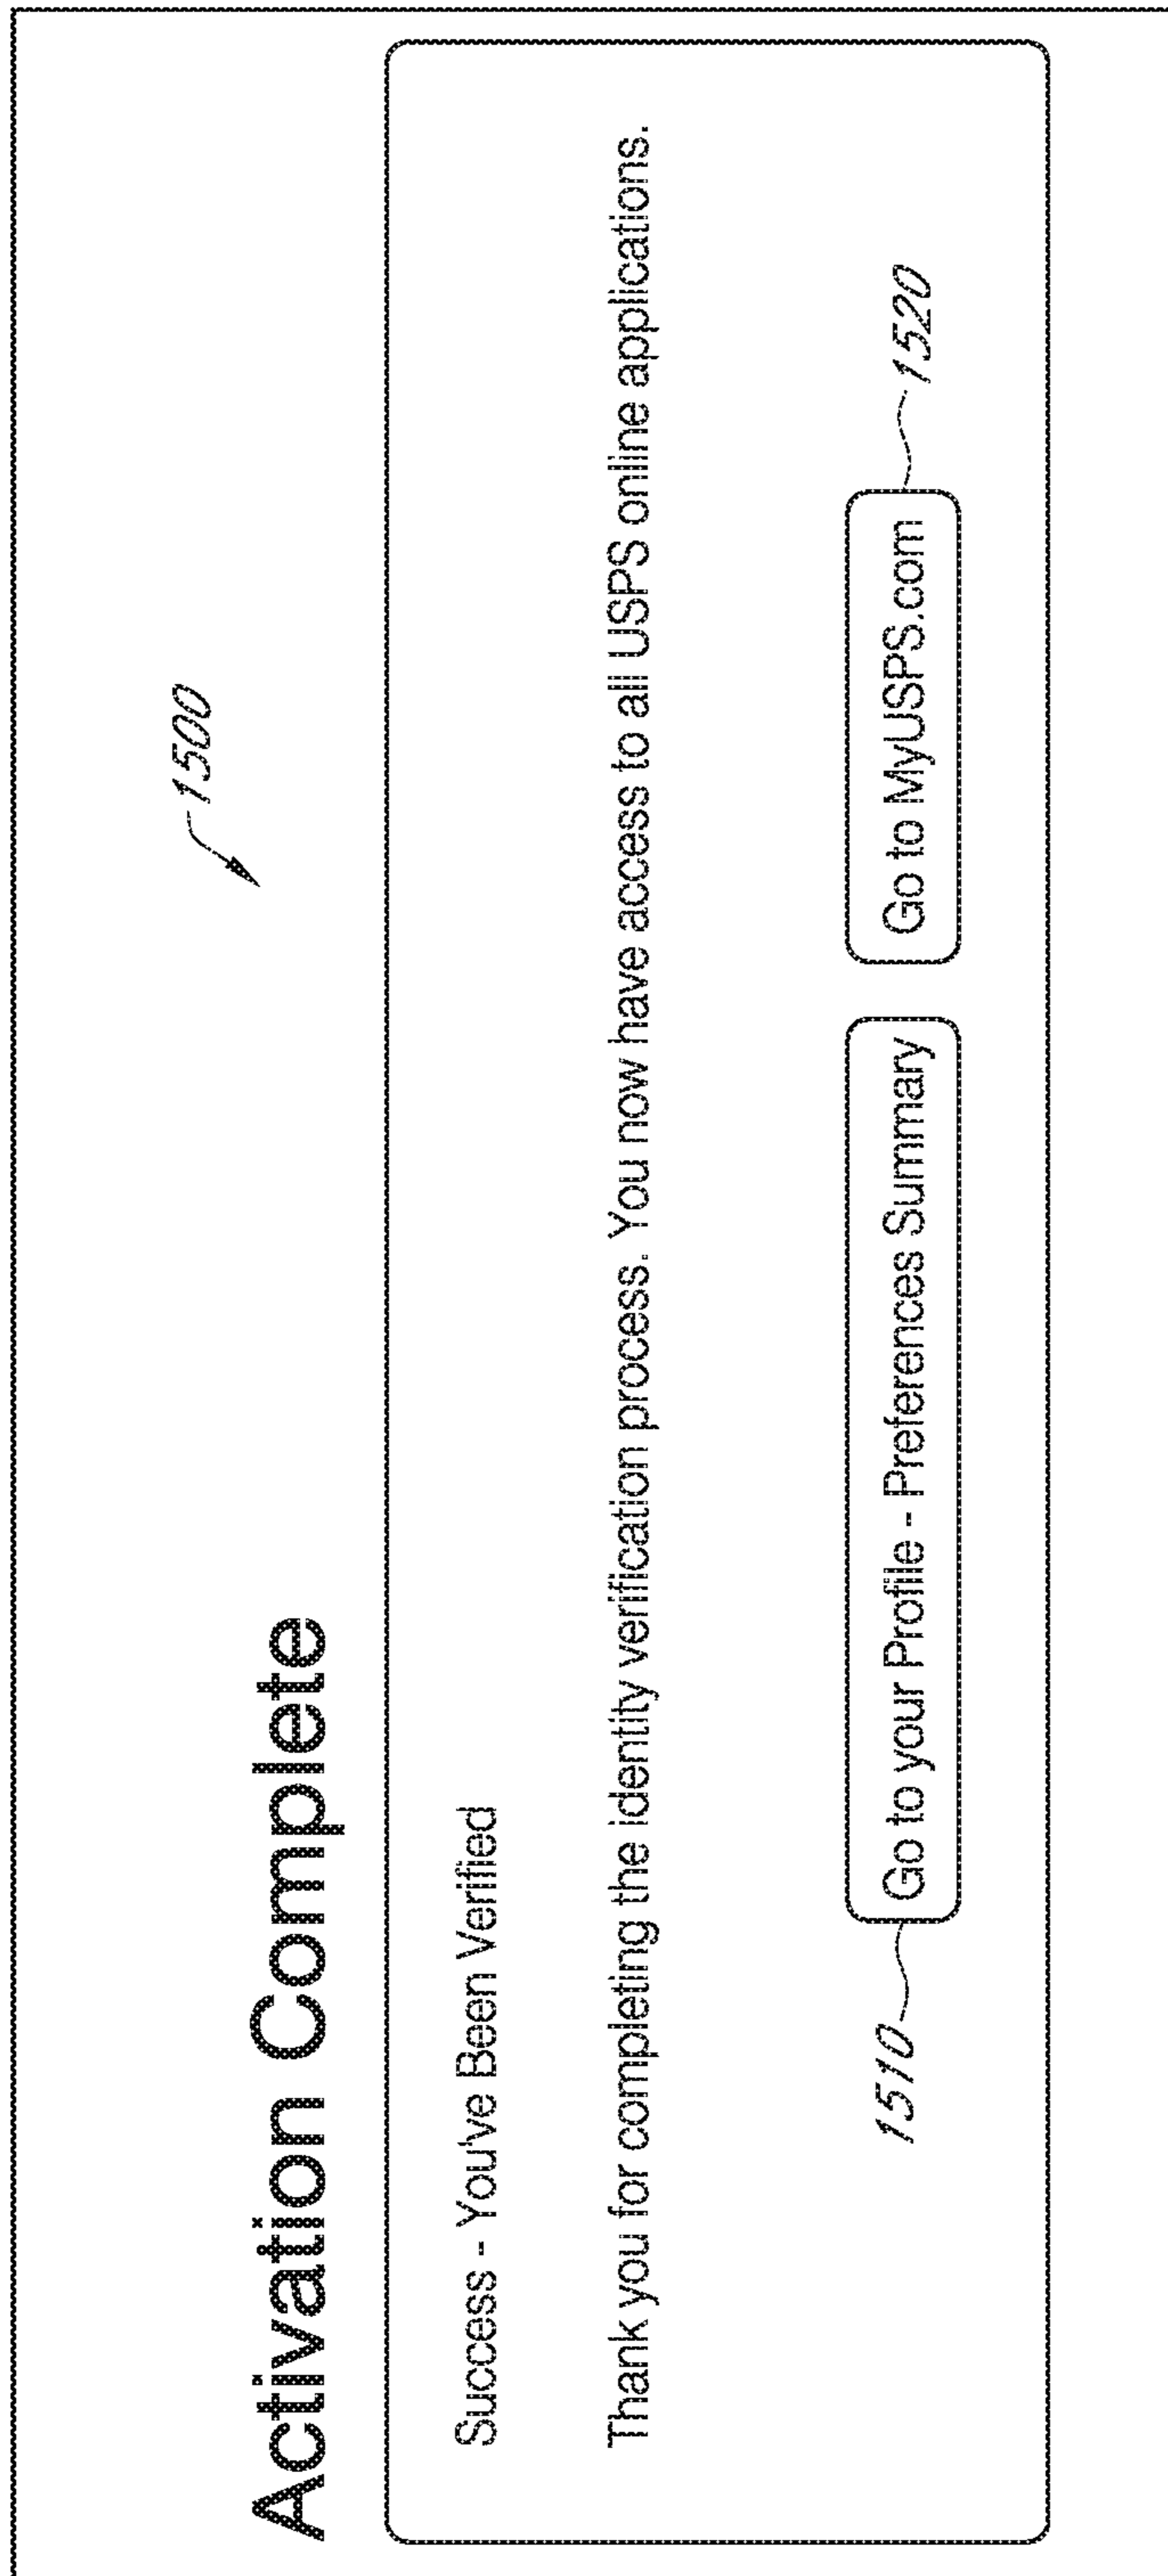 1500
Activation Complete
Success - You've Been Verified
Thank you for completing the identity verification process. You now have access to all USPS online applications.
1510 Go to your Profile - Preferences Summary Go to MyUSPS.com 1520